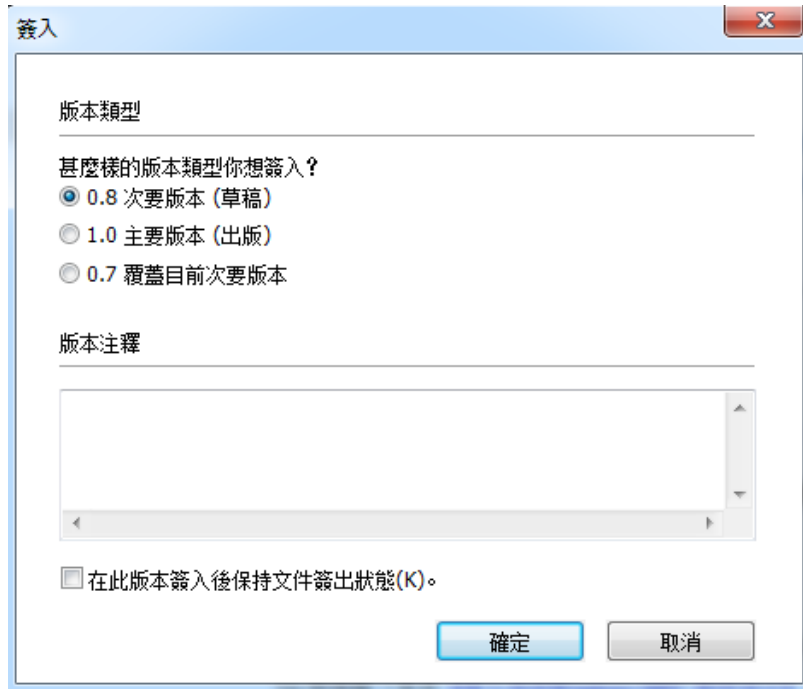 簽入
版本類型
甚麼樣的版本類型你想簽入?
0.8 次要版本 (草稿)
1.0 主要版本 (出版)
0.7 覆蓋目前次要版本
版本注釋
在此版本簽入後保持文件簽出狀態(K)。
確定 取消